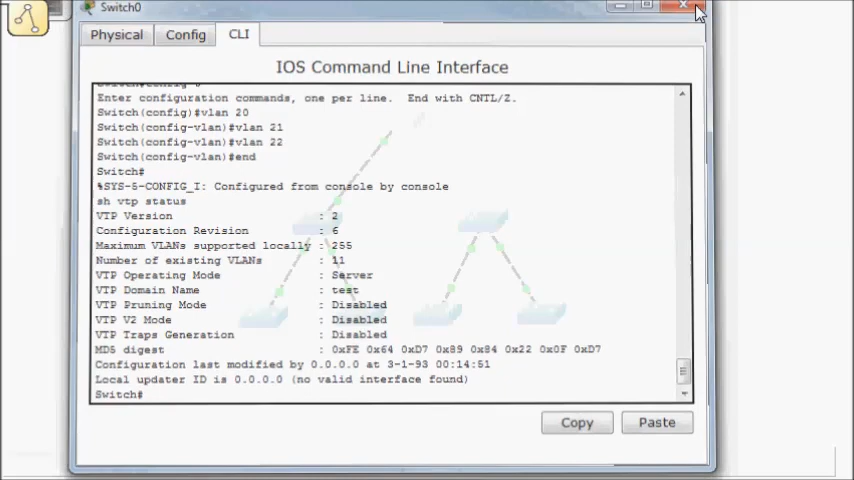 Switch0
Physical Config CLI
IOS Command Line Interface
Enter configuration commands, one per line.  End with CNTL/Z.
Switch(config)#vlan 20
Switch(config-vlan)#vlan 21
Switch(config-vlan)#vlan 22
Switch(config-vlan)#end
Switch#
%SYS-5-CONFIG_I: Configured from console by console
sh vtp status
VTP Version : 2
Configuration Revision : 6
Maximum VLANs supported locally : 255
Number of existing VLANs : 11
VTP Operating Mode : Server
VTP Domain Name : test
VTP Pruning Mode : Disabled
VTP V2 Mode : Disabled
VTP Traps Generation : Disabled
MD5 digest : 0xFE 0x64 0xD7 0x89 0x84 0x22 0x0F 0xD7
Configuration last modified by 0.0.0.0 at 3-1-93 00:14:51
Local updater ID is 0.0.0.0 (no valid interface found)
Switch#
Copy Paste